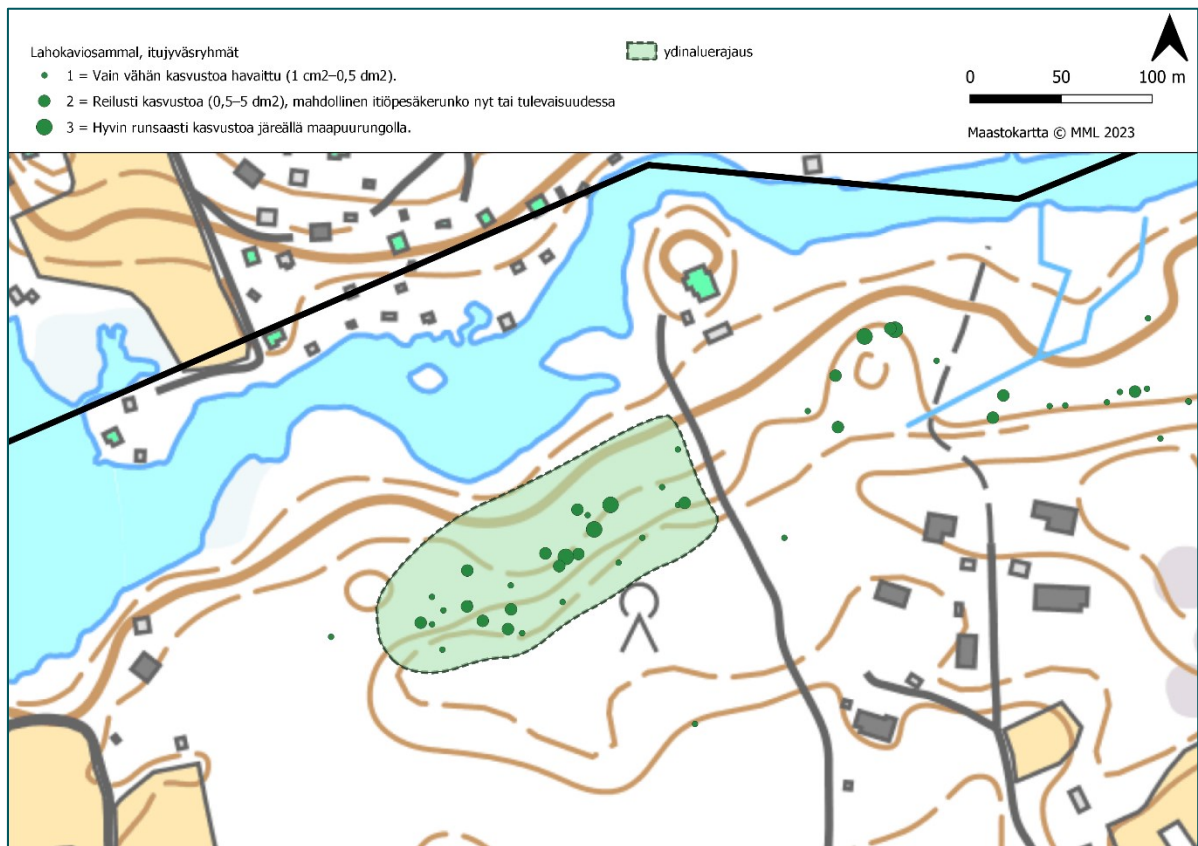 Lahokaviosammal, itujyväsryhmät
1 = Vain vähän kasvustoa havaittu (1 cm2–0,5 dm2).
2 = Reilusti kasvustoa (0,5–5 dm2), mahdollinen itiöpesäkerunko nyt tai tulevaisuudessa
3 = Hyvin runsaasti kasvustoa järeällä maapuurungolla.
ydinaluerajaus
0 50 100 m
Maastokartta © MML 2023